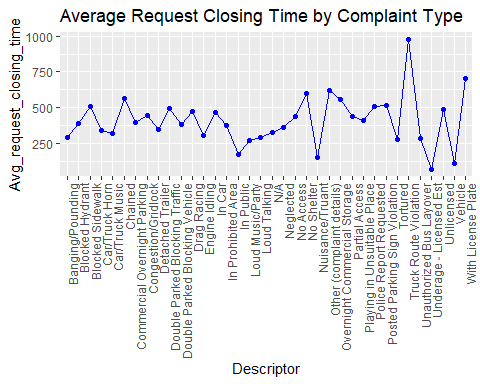 Average Request Closing Time by Complaint Type
Avg_request_closing_time
1000
750
500
250
Banging/Pounding
Blocked Hydrant
Blocked Sidewalk
Car/Truck Horn
Car/Truck Music
Chained
Commercial Overnight Parking
Congestion/Gridlock
Detached Trailer
Double Parked Blocking Traffic
Double Parked Blocking Vehicle
Drag Racing
Engine Idling
In Car
In Prohibited Area
In Public
Loud Music/Party
Loud Talking
N/A
Neglected
No Access
No Shelter
Nuisance/Truant
Other (complaint details)
Overnight Commercial Storage
Partial Access
Playing in Unsuitable Place
Police Report Requested
Posted Parking Sign Violation
Tortured
Truck Route Violation
Unauthorized Bus Layover
Underage - Licensed Est
Unlicensed
Vehicle
With License Plate
Descriptor